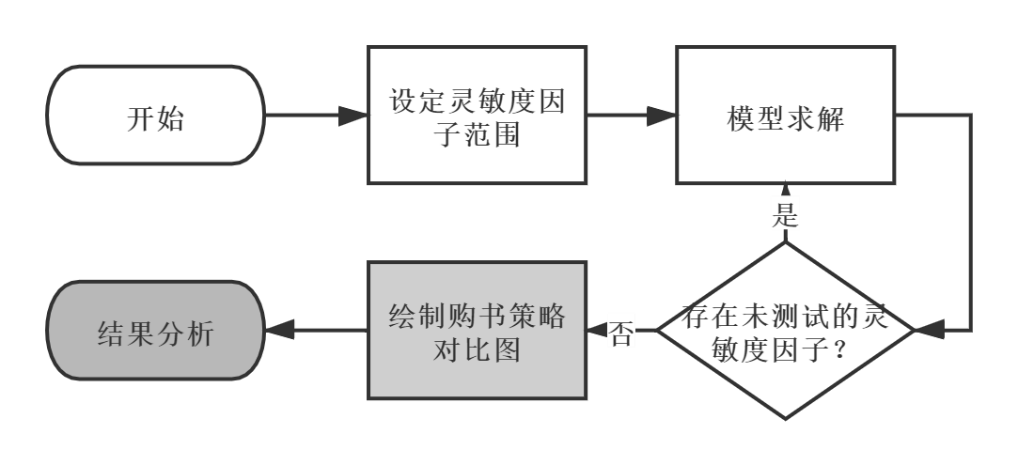 开始
设定灵敏度因
子范围
模型求解
是
存在未测试的灵
敏度因子？
否
绘制购书策略
对比图
结果分析